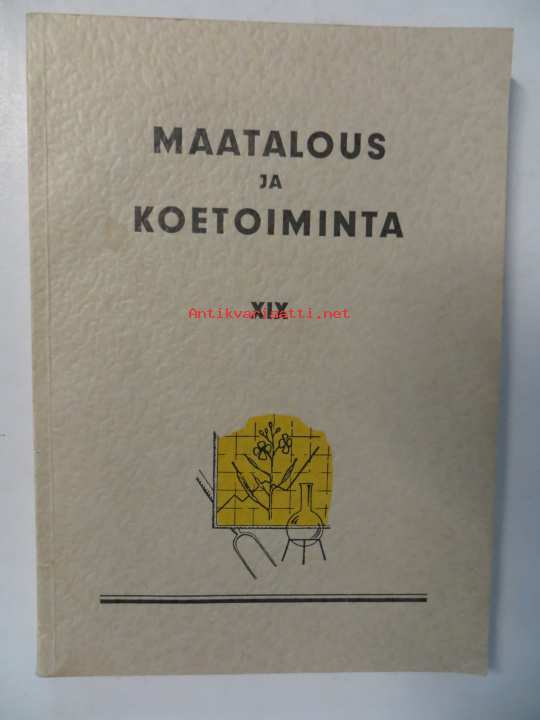 MAATALOUS
JA
KOETOIMINTA
XIX
Antikvariaatti.net